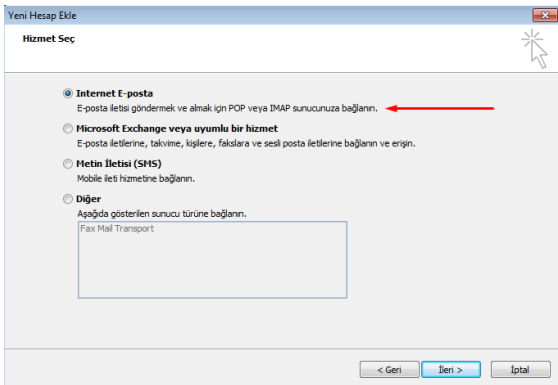 Yeni Hesap Ekle
Hizmet Seç
Internet E-posta
E-posta iletisi göndermek ve almak için POP veya IMAP sunucunuza bağlanın.
Microsoft Exchange veya uyumlu bir hizmet
E-posta iletilerine, takvime, kişilere, fakslara ve sesli posta iletilerine bağlanın ve erişin.
Metin İletisi (SMS)
Mobile ileti hizmetine bağlanın.
Diğer
Aşağıda gösterilen sunucu türüne bağlanın.
Fax Mail Transport
< Geri İleri > İptal